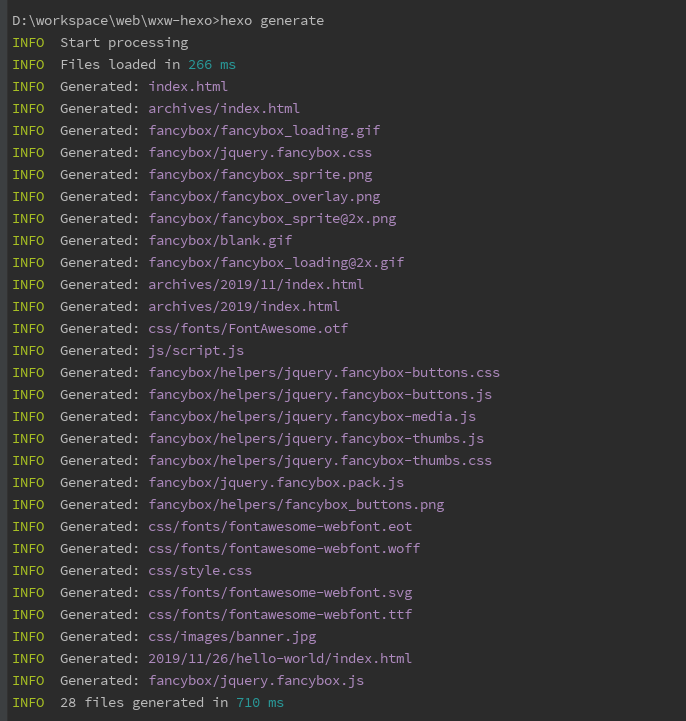 D:\workspace\web\wxw-hexo>hexo generate
INFO  Start processing
INFO  Files loaded in 266 ms
INFO  Generated: index.html
INFO  Generated: archives/index.html
INFO  Generated: fancybox/fancybox_loading.gif
INFO  Generated: fancybox/jquery.fancybox.css
INFO  Generated: fancybox/fancybox_sprite.png
INFO  Generated: fancybox/fancybox_overlay.png
INFO  Generated: fancybox/fancybox_sprite@2x.png
INFO  Generated: fancybox/blank.gif
INFO  Generated: fancybox/fancybox_loading@2x.gif
INFO  Generated: archives/2019/11/index.html
INFO  Generated: archives/2019/index.html
INFO  Generated: css/fonts/FontAwesome.otf
INFO  Generated: js/script.js
INFO  Generated: fancybox/helpers/jquery.fancybox-buttons.css
INFO  Generated: fancybox/helpers/jquery.fancybox-buttons.js
INFO  Generated: fancybox/helpers/jquery.fancybox-media.js
INFO  Generated: fancybox/helpers/jquery.fancybox-thumbs.js
INFO  Generated: fancybox/helpers/jquery.fancybox-thumbs.css
INFO  Generated: fancybox/jquery.fancybox.pack.js
INFO  Generated: fancybox/helpers/fancybox_buttons.png
INFO  Generated: css/fonts/fontawesome-webfont.eot
INFO  Generated: css/fonts/fontawesome-webfont.woff
INFO  Generated: css/style.css
INFO  Generated: css/fonts/fontawesome-webfont.svg
INFO  Generated: css/fonts/fontawesome-webfont.ttf
INFO  Generated: css/images/banner.jpg
INFO  Generated: 2019/11/26/hello-world/index.html
INFO  Generated: fancybox/jquery.fancybox.js
INFO  28 files generated in 710 ms